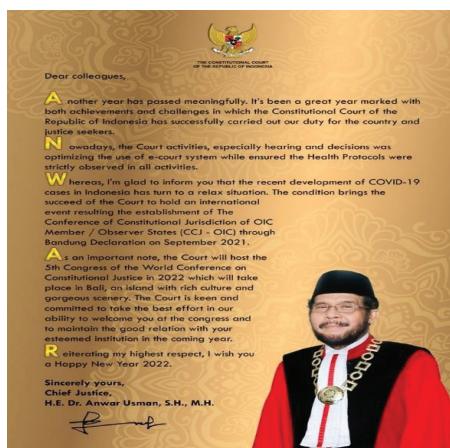 THE CONSTITUTIONAL COURT
OF THE REPUBLIC OF INDONESIA
Dear colleagues,
Another year has passed meaningfully. It's been a great year marked with
both achievements and challenges in which the Constitutional Court of the
Republic of Indonesia has successfully carried out our duty for the country and
justice seekers.
Nowadays, the Court activities, especially hearing and decisions was
optimizing the use of e-court system while ensured the Health Protocols were
strictly observed in all activities.
Whereas, I'm glad to inform you that the recent development of COVID-19
cases in Indonesia has turn to a relax situation. The condition brings the
succeed of the Court to hold an international
event resulting the establishment of The
Conference of Constitutional Jurisdiction of OIC
Member / Observer States (CCJ - OIC) through
Bandung Declaration on September 2021.
As an important note, the Court will host the
5th Congress of the World Conference on
Constitutional Justice in 2022 which will take
place in Bali, an island with rich culture and
gorgeous scenery. The Court is keen and
committed to take the best effort in our
ability to welcome you at the congress and
to maintain the good relation with your
esteemed institution in the coming year.
Reiterating my highest respect, I wish you
a Happy New Year 2022.
Sincerely yours,
Chief Justice,
H.E. Dr. Anwar Usman, S.H., M.H.